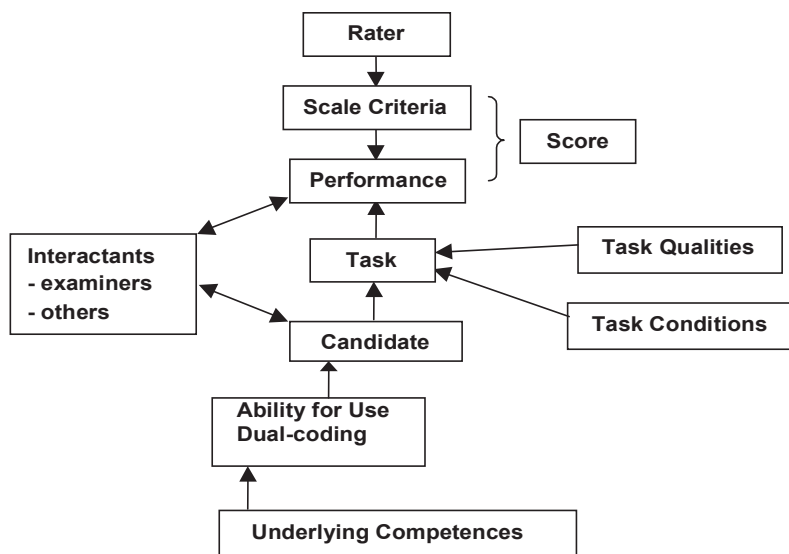 Rater
Scale Criteria
Score
Performance
Interactants
- examiners
- others
Task
Task Qualities
Task Conditions
Candidate
Ability for Use
Dual-coding
Underlying Competences